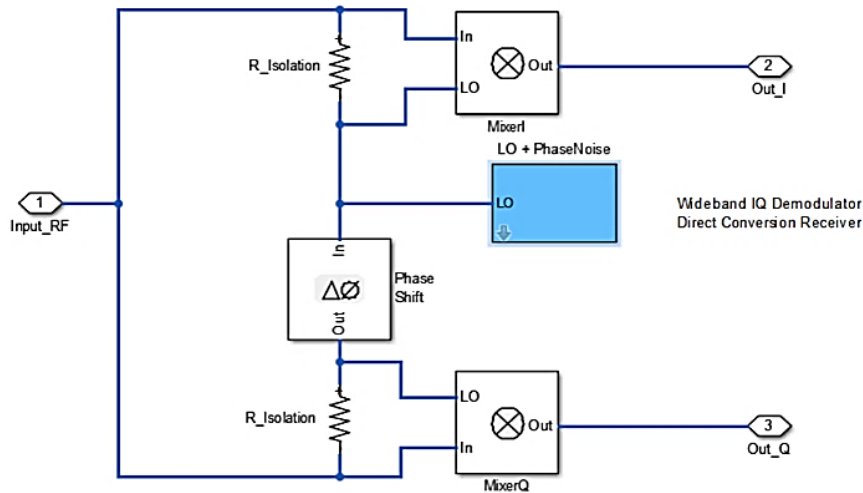 In
R_Isolation
Out
LO
MixerI
2
Out_I
LO + PhaseNoise
LO
1
Input_RF
Wideband IQ Demodulator
Direct Conversion Receiver
In
ΔØ
Phase
Shift
Out
LO
R_Isolation
Out
In
MixerQ
3
Out_Q